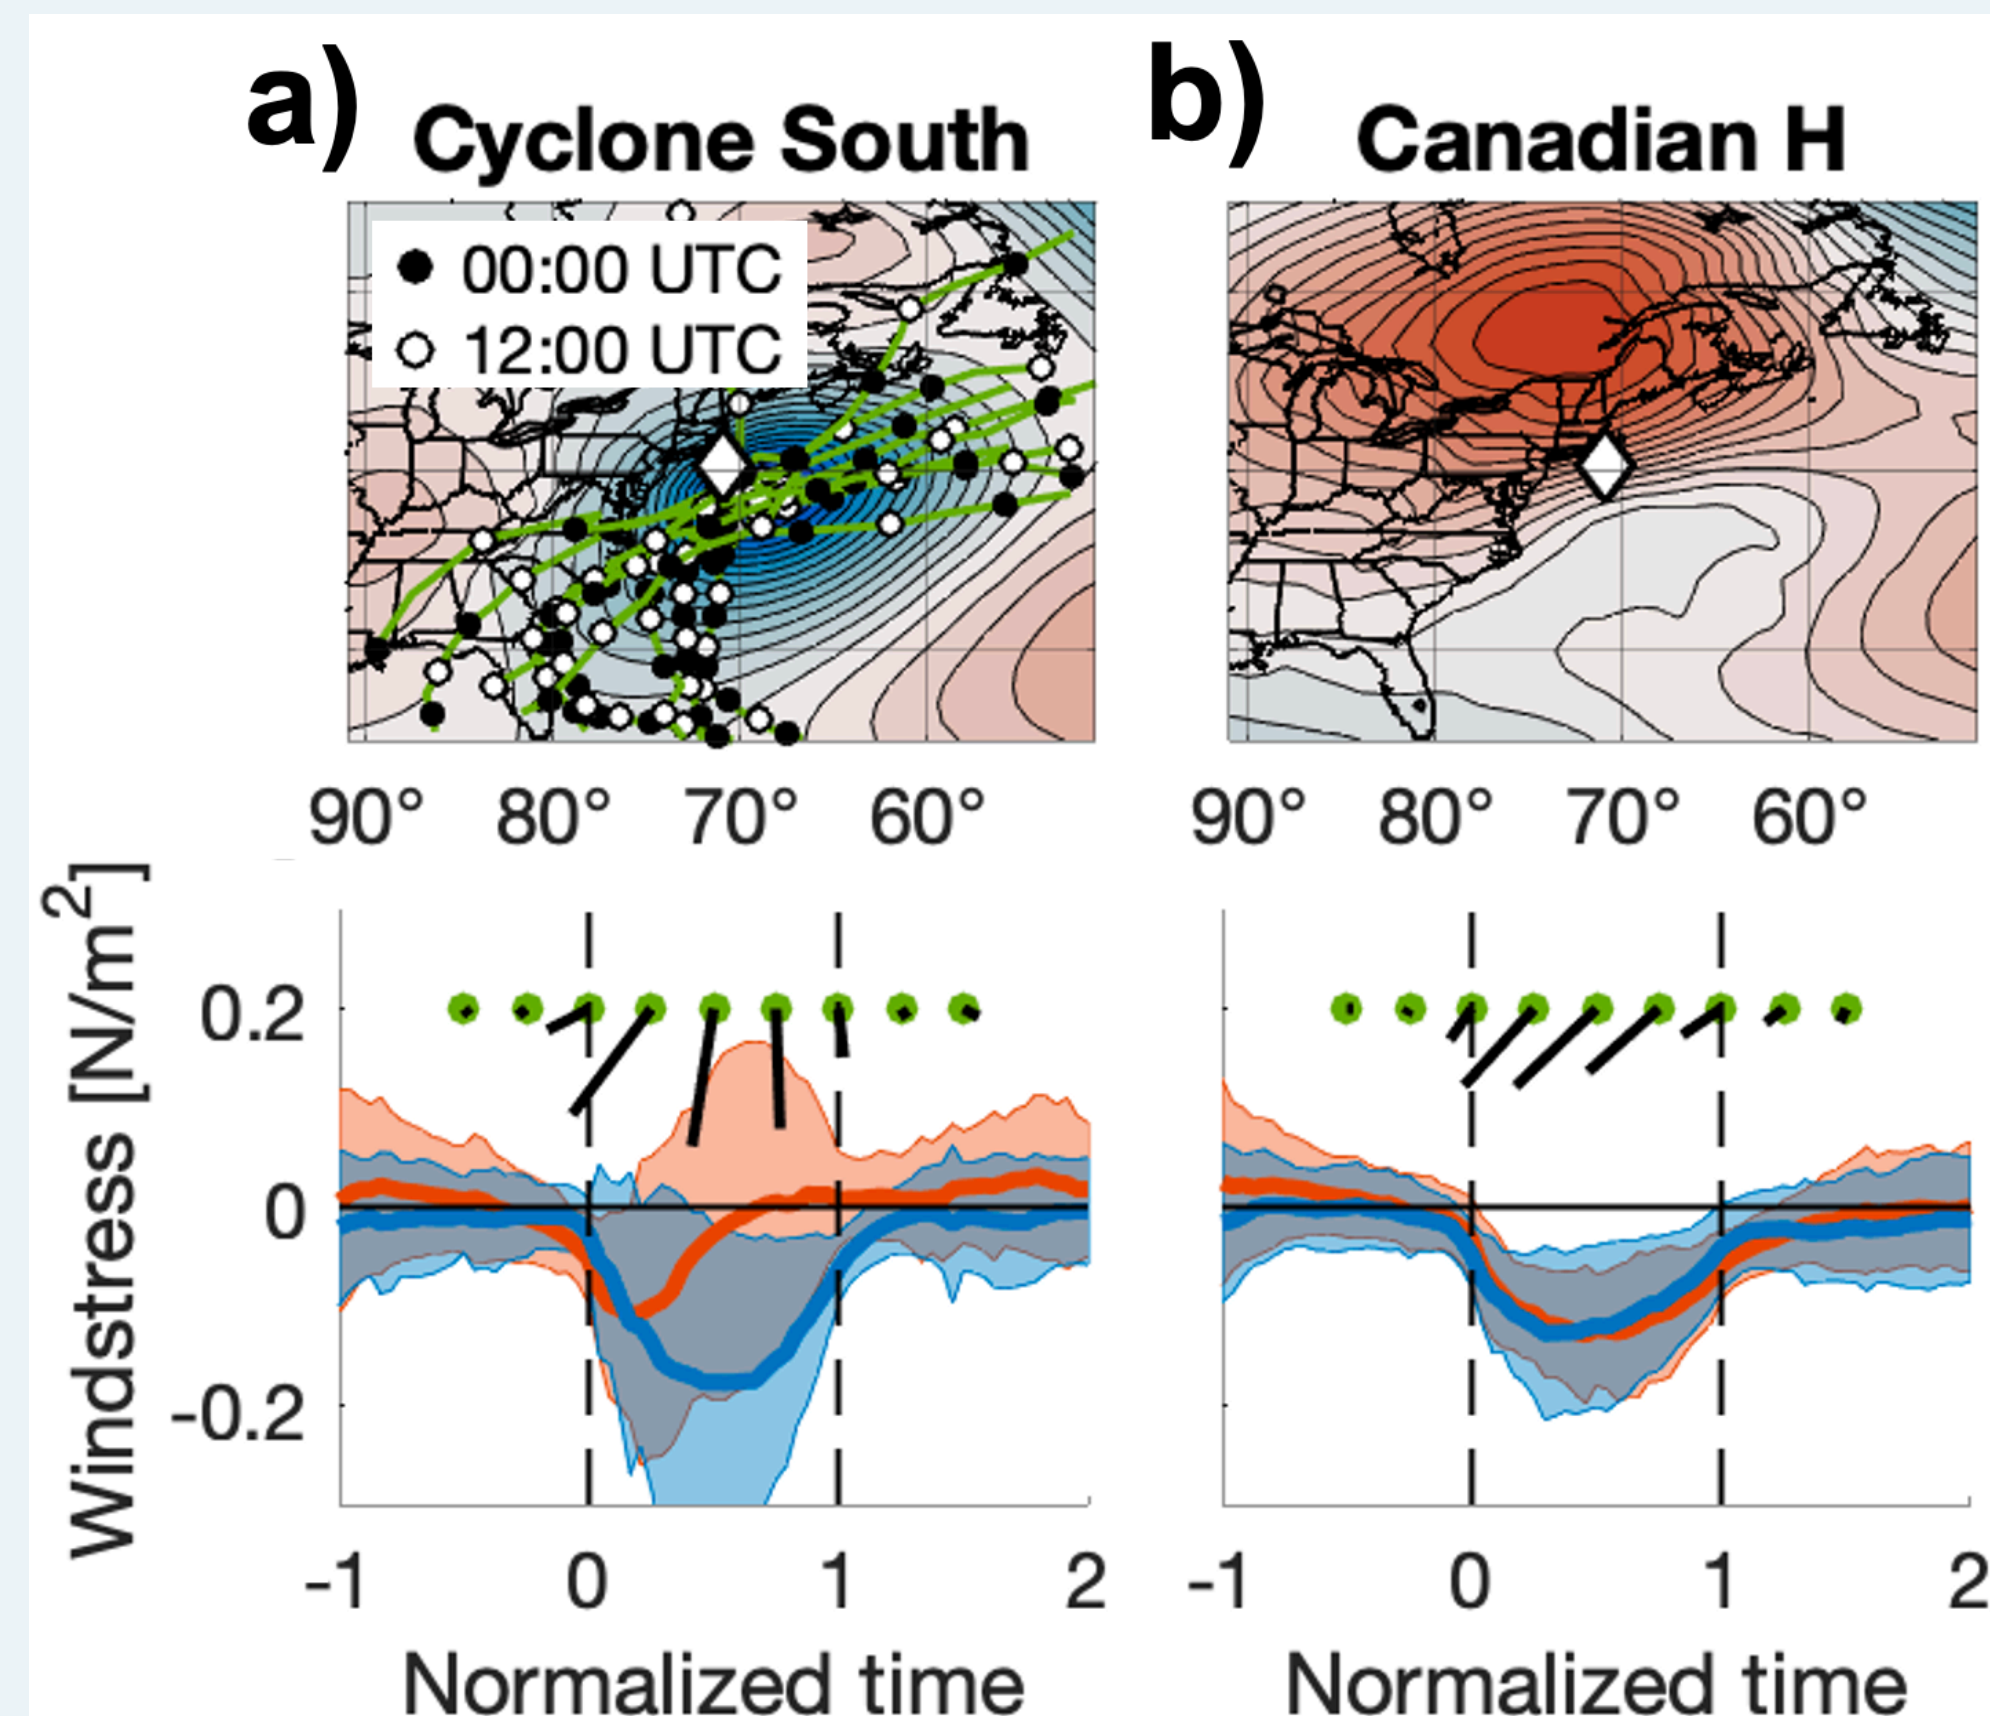 a)
Cyclone South
00:00 UTC
12:00 UTC
90° 80° 70° 60°
b)
Canadian H
90° 80° 70° 60°
Windstress [N/m²]
0.2
0
-0.2
-1 0 1 2
Normalized time
-1 0 1 2
Normalized time